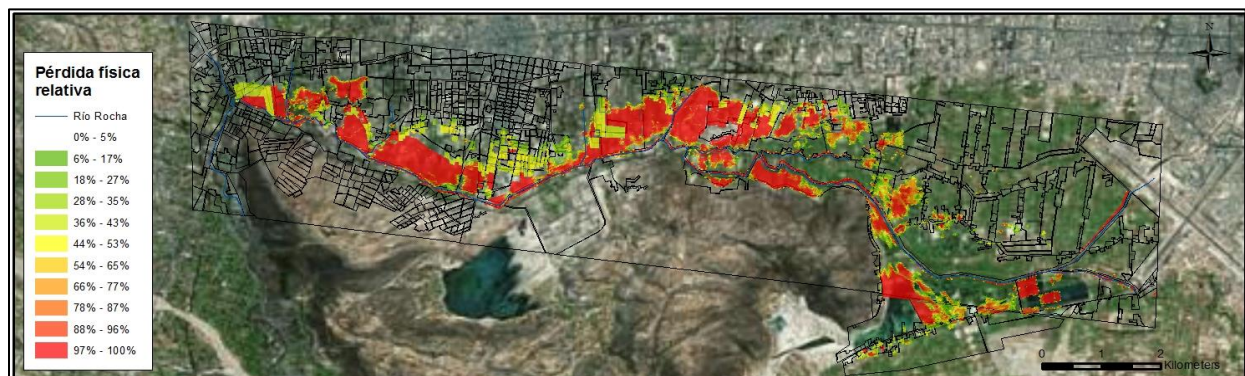 Pérdida física
relativa
Río Rocha
0% - 5%
6% - 17%
18% - 27%
28% - 35%
36% - 43%
44% - 53%
54% - 65%
66% - 77%
78% - 87%
88% - 96%
97% - 100%
N
0 1 2
Kilometers